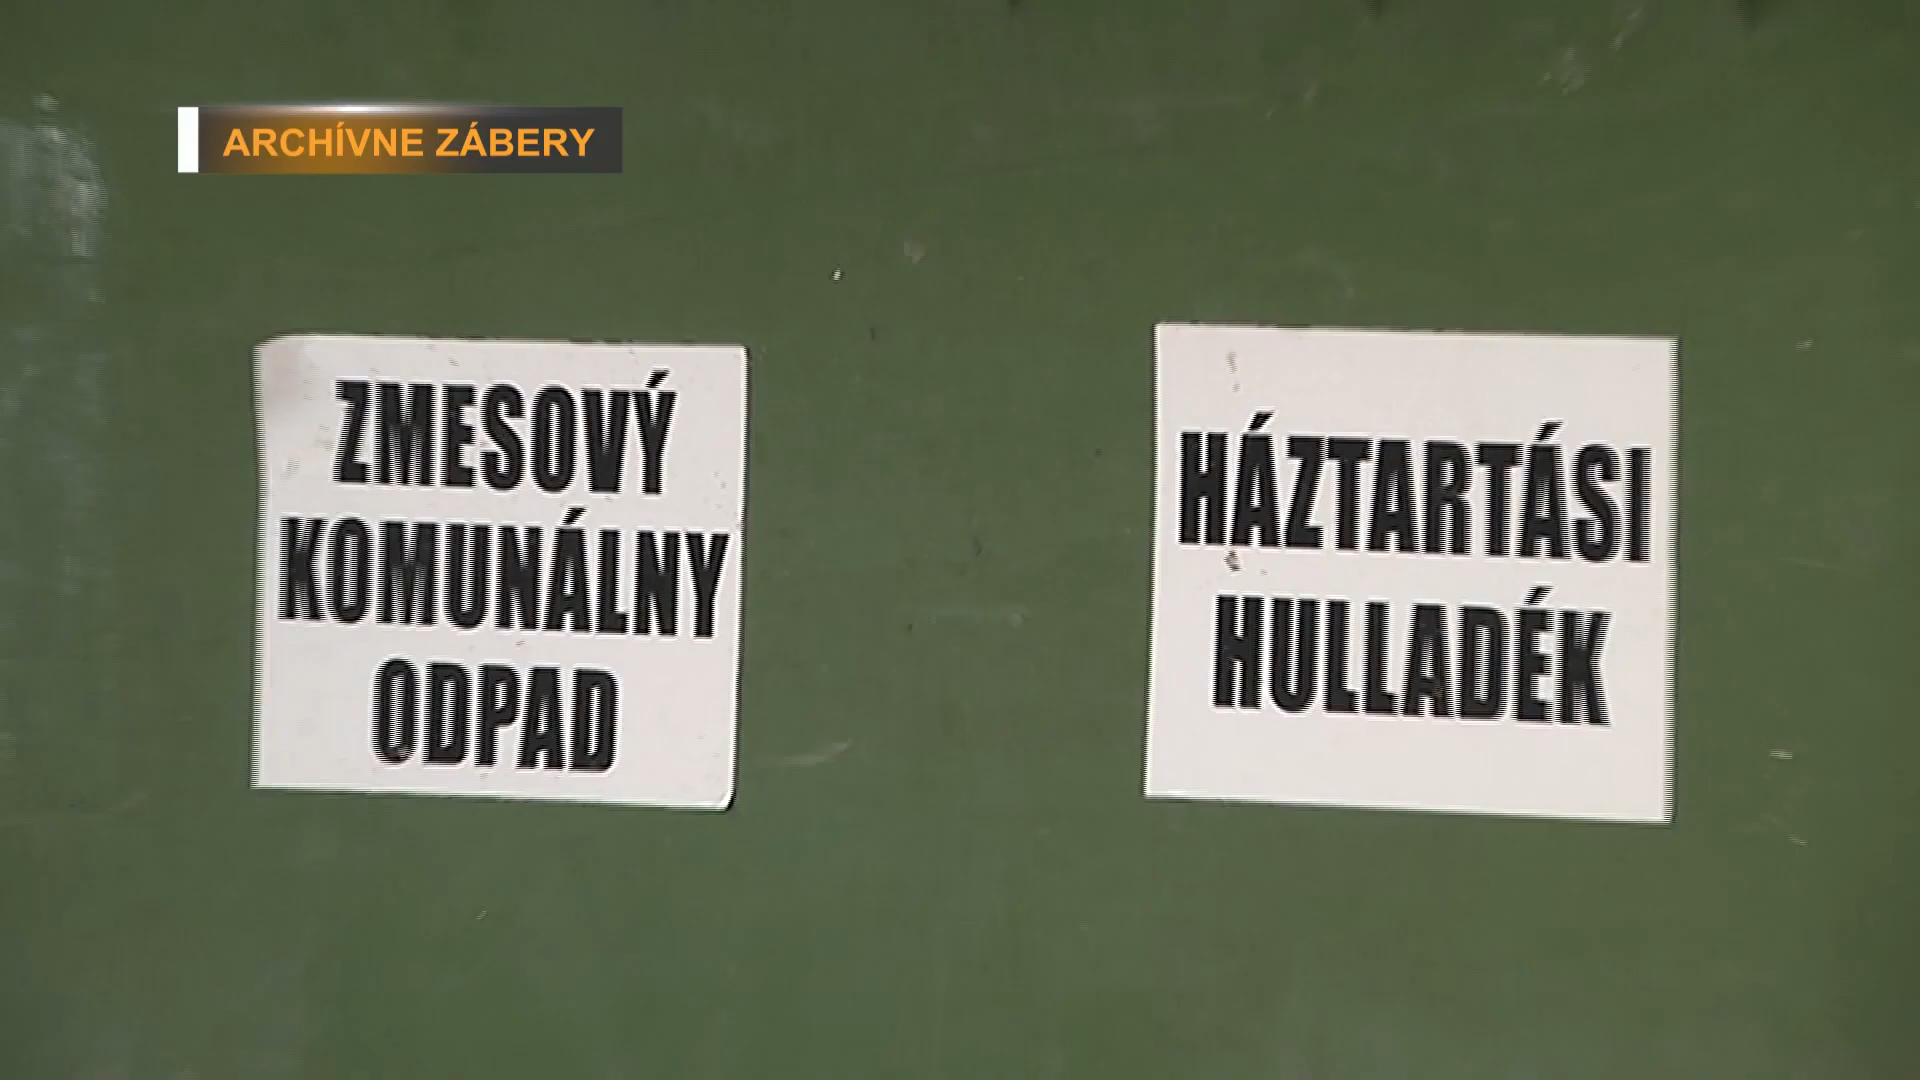 ARCHÍVNE ZÁBERY
ZMESOVÝ
KOMUNÁLNY
ODPAD
HÁZTARTÁSI
HULLADÉK